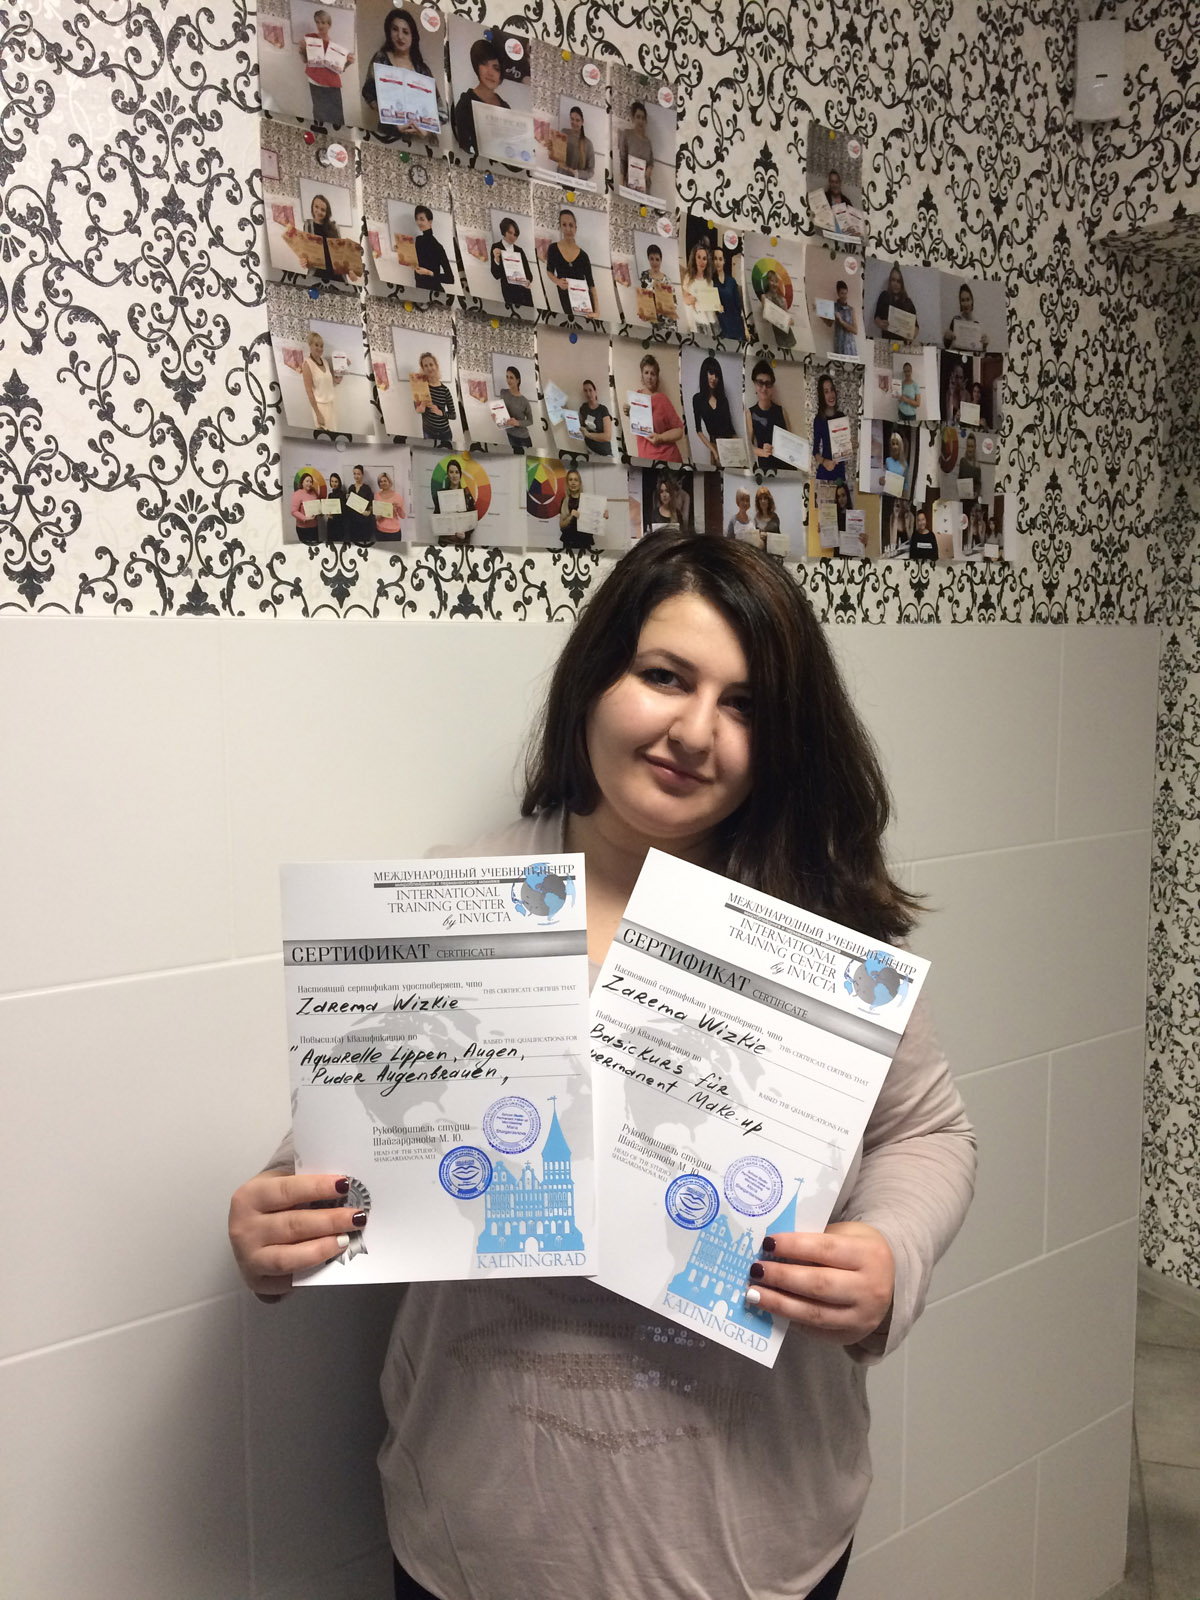 МЕЖДУНАРОДНЫЙ УЧЕБНЫЙ ЦЕНТР
INTERNATIONAL
TRAINING CENTER
by INVICTA
СЕРТИФИКАТ CERTIFICATE
Настоящий сертификат удостоверяет, что
THIS CERTIFICATE CERTIFIES THAT
Zarema Wizkie
Повысил(а) квалификацию по
RAISED THE QUALIFICATIONS FOR
"Aquarelle Lippen, Augen,
Puder Augenbrauen,
Руководитель студии
Шайгарданова М. Ю.
HEAD OF THE STUDIO
SHAIGARDANOVA M.U.
KALININGRAD
МЕЖДУНАРОДНЫЙ УЧЕБНЫЙ ЦЕНТР
INTERNATIONAL
TRAINING CENTER
by INVICTA
СЕРТИФИКАТ CERTIFICATE
Настоящий сертификат удостоверяет, что
THIS CERTIFICATE CERTIFIES THAT
Zarema Wizkie
Повысил(а) квалификацию по
RAISED THE QUALIFICATIONS FOR
Basickurs für
permanent Make-up
Руководитель студии
Шайгарданова М. Ю.
HEAD OF THE STUDIO
SHAIGARDANOVA M.U.
KALININGRAD